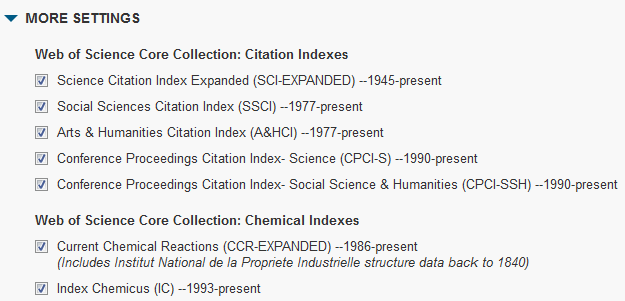 MORE SETTINGS
Web of Science Core Collection: Citation Indexes
Science Citation Index Expanded (SCI-EXPANDED) --1945-present
Social Sciences Citation Index (SSCI) --1977-present
Arts & Humanities Citation Index (A&HCI) --1977-present
Conference Proceedings Citation Index- Science (CPCI-S) --1990-present
Conference Proceedings Citation Index- Social Science & Humanities (CPCI-SSH) --1990-present
Web of Science Core Collection: Chemical Indexes
Current Chemical Reactions (CCR-EXPANDED) --1986-present
(Includes Institut National de la Propriete Industrielle structure data back to 1840)
Index Chemicus (IC) --1993-present